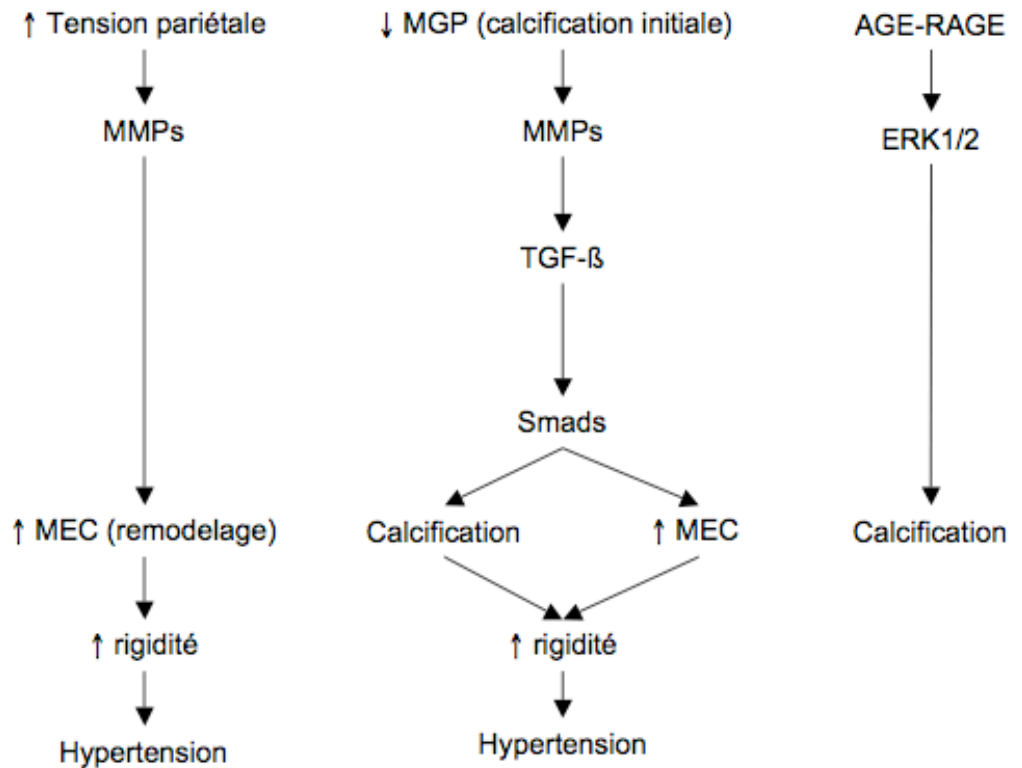 ↑ Tension pariétale
MMPs
↑ MEC (remodelage)
↑ rigidité
Hypertension
↓ MGP (calcification initiale)
MMPs
TGF-ß
Smads
Calcification
↑ MEC
↑ rigidité
Hypertension
AGE-RAGE
ERK1/2
Calcification